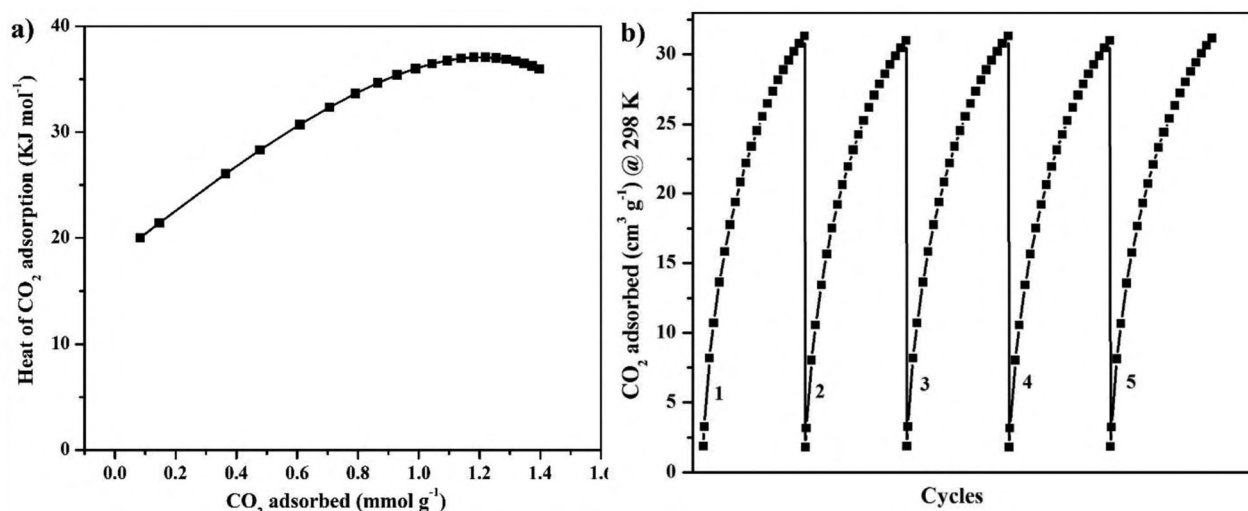 a)
Heat of CO₂ adsorption (KJ mol⁻¹)
40
30
20
10
0
0.0 0.2 0.4 0.6 0.8 1.0 1.2 1.4 1.6
CO₂ adsorbed (mmol g⁻¹)
b)
CO₂ adsorbed (cm³ g⁻¹) @ 298 K
30
25
20
15
10
5
0
1 2 3 4 5
Cycles